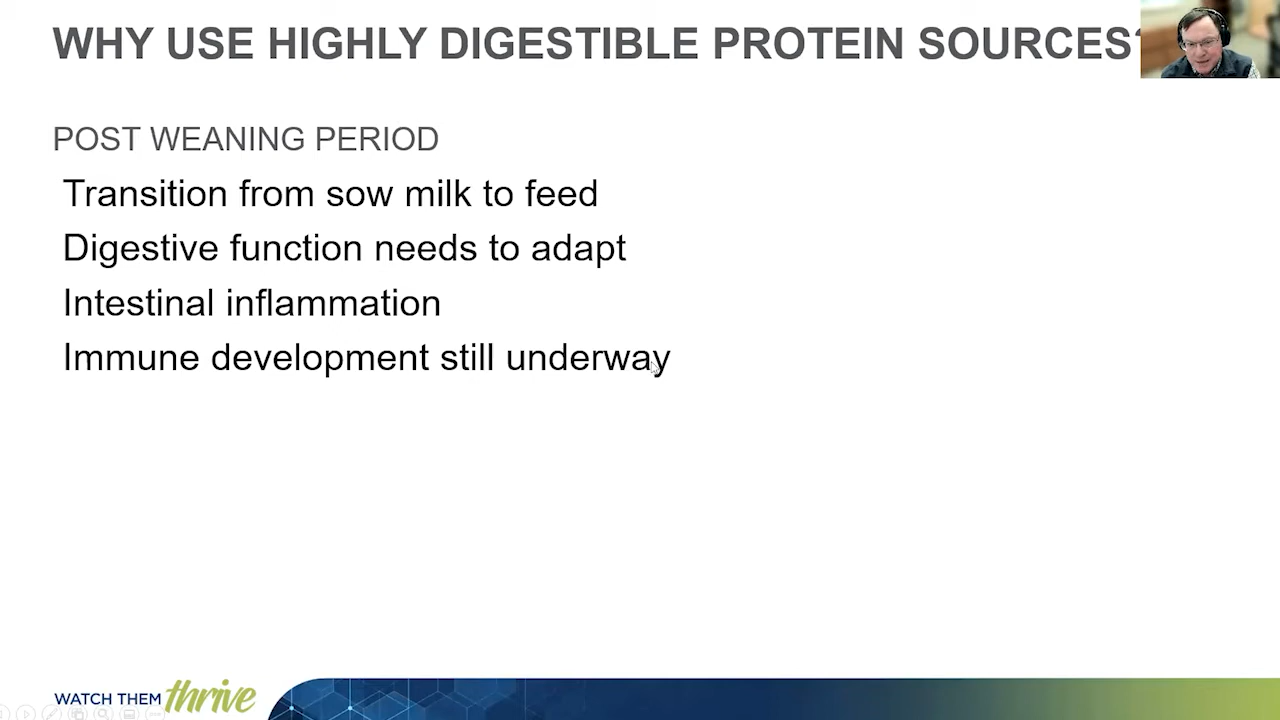 WHY USE HIGHLY DIGESTIBLE PROTEIN SOURCES?
POST WEANING PERIOD
Transition from sow milk to feed
Digestive function needs to adapt
Intestinal inflammation
Immune development still underway
WATCH THEM thrive